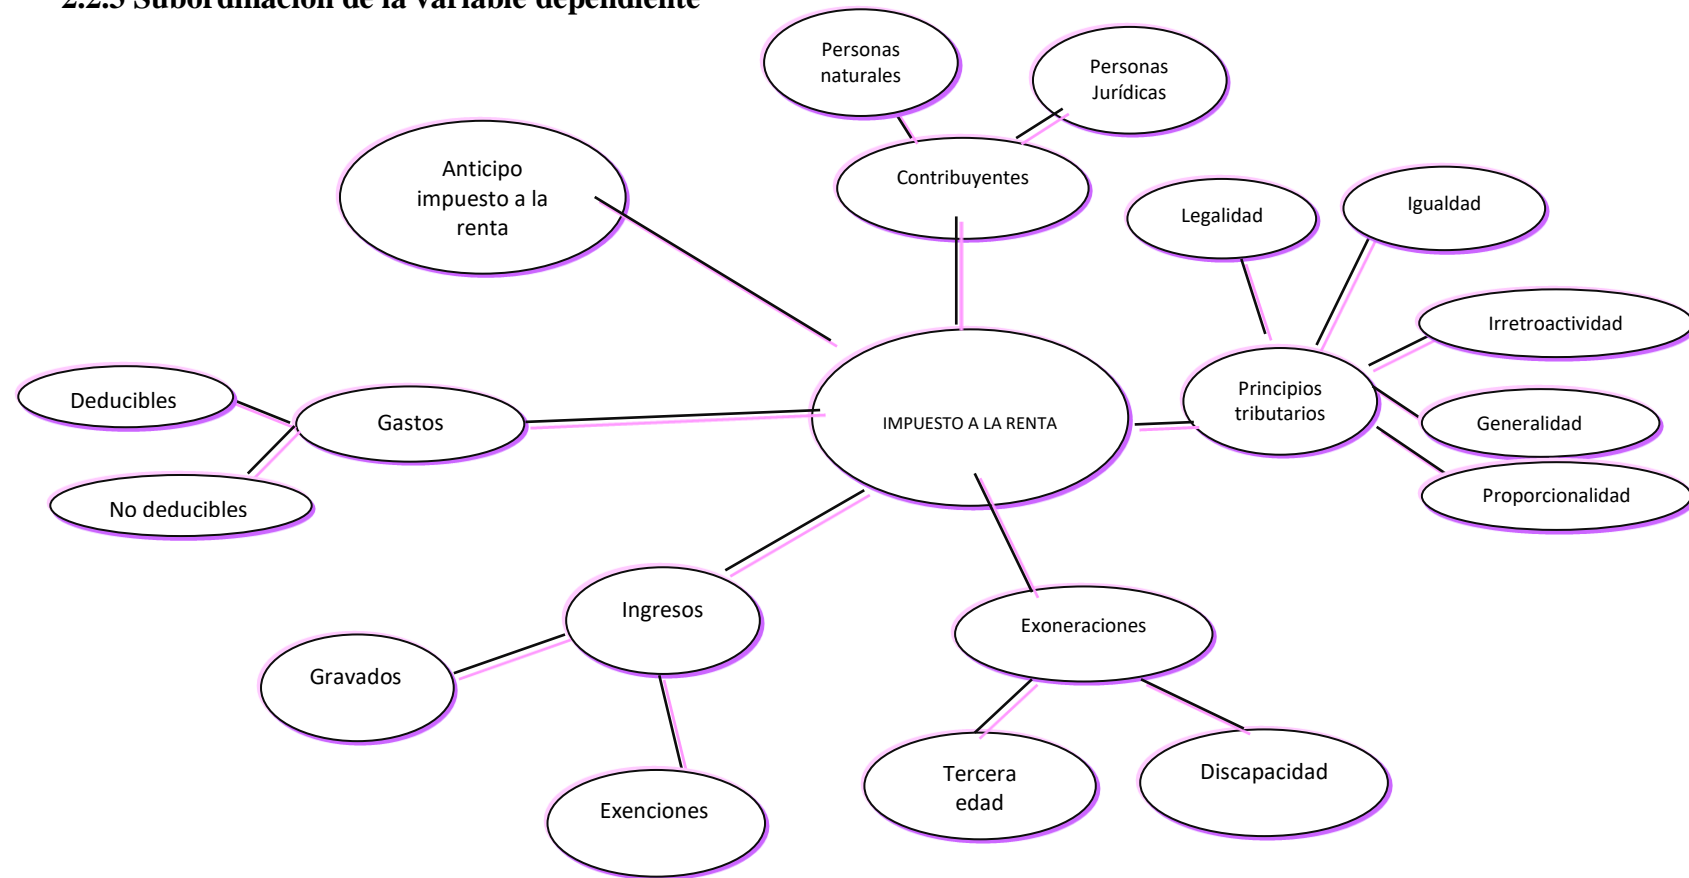 2.2.3 Subordinación de la variable dependiente
Personas
naturales
Personas
Jurídicas
Anticipo
impuesto a la
renta
Contribuyentes
Legalidad
Igualdad
Irretroactividad
Principios
tributarios
Generalidad
Proporcionalidad
Deducibles
Gastos
No deducibles
IMPUESTO A LA RENTA
Ingresos
Gravados
Exenciones
Exoneraciones
Tercera
edad
Discapacidad